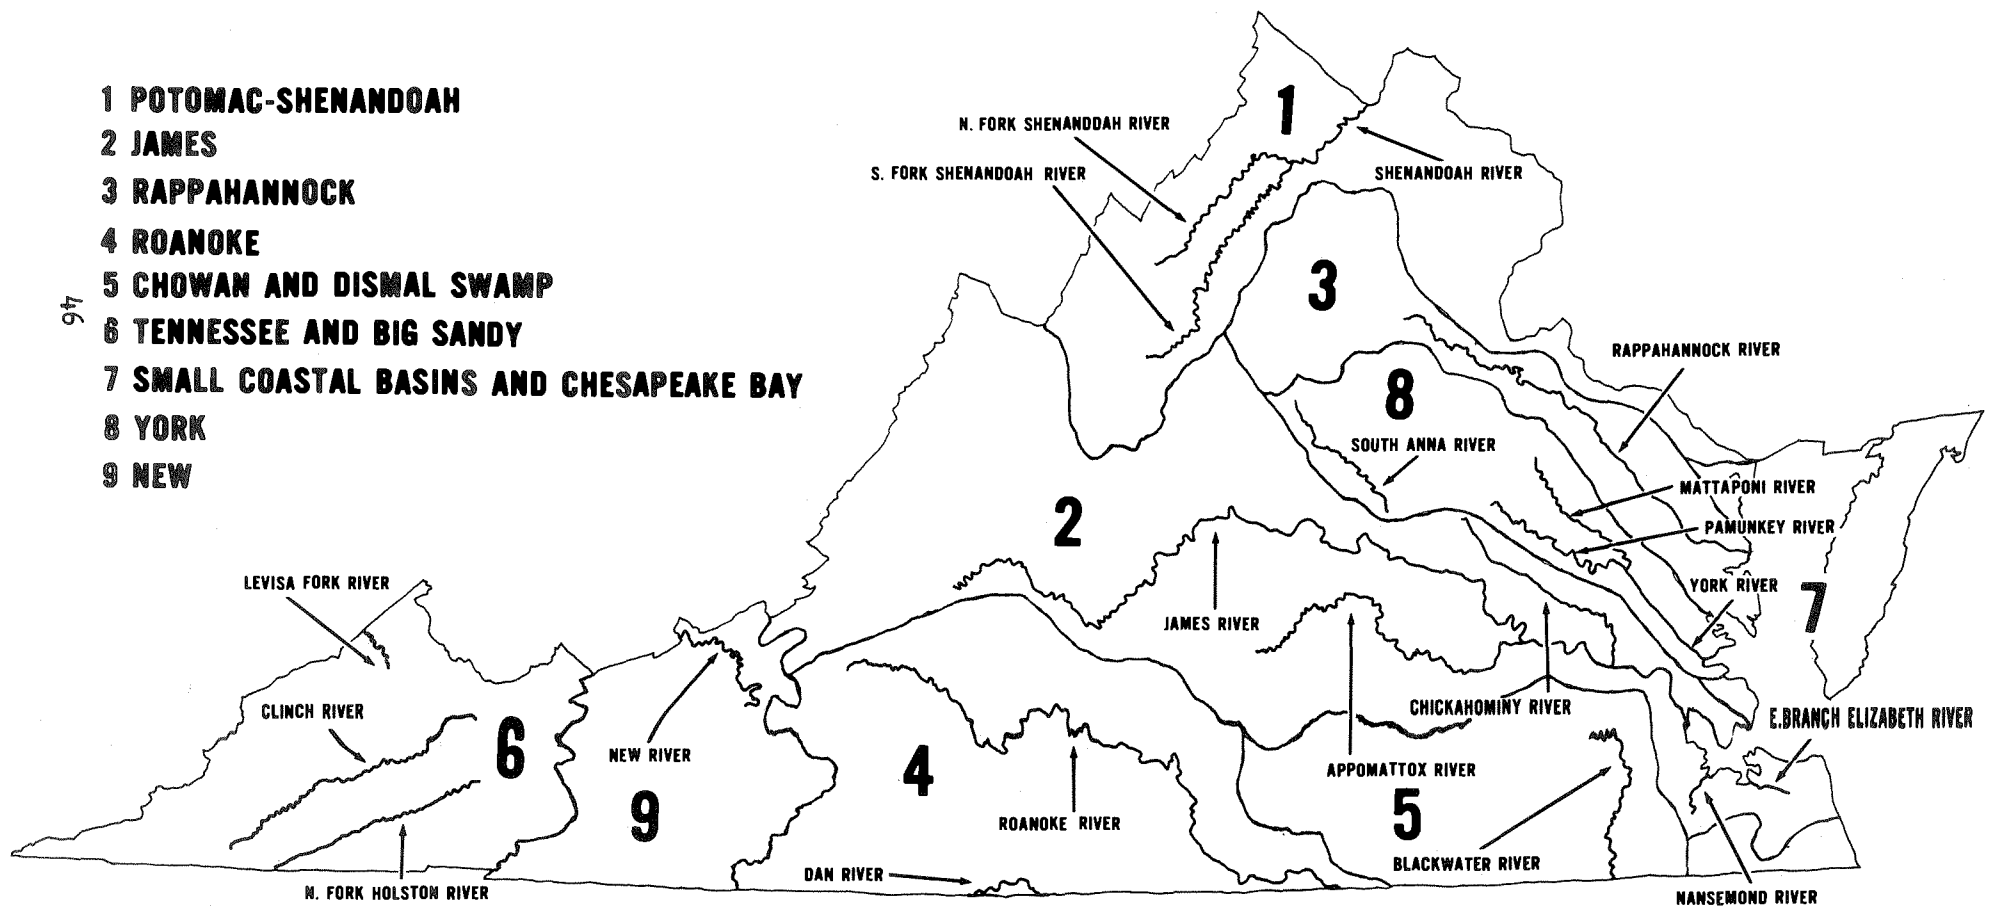 1 POTOMAC-SHENANDOAH
2 JAMES
3 RAPPAHANNOCK
4 ROANOKE
5 CHOWAN AND DISMAL SWAMP
6 TENNESSEE AND BIG SANDY
7 SMALL COASTAL BASINS AND CHESAPEAKE BAY
8 YORK
9 NEW
46
1
N. FORK SHENANDOAH RIVER
S. FORK SHENANDOAH RIVER
SHENANDOAH RIVER
3
RAPPAHANNOCK RIVER
8
SOUTH ANNA RIVER
MATTAPONI RIVER
2
PAMUNKEY RIVER
LEVISA FORK RIVER
YORK RIVER
7
JAMES RIVER
CLINCH RIVER
CHICKAHOMINY RIVER
E.BRANCH ELIZABETH RIVER
6
NEW RIVER
4
APPOMATTOX RIVER
9
5
ROANOKE RIVER
BLACKWATER RIVER
DAN RIVER
N. FORK HOLSTON RIVER
NANSEMOND RIVER